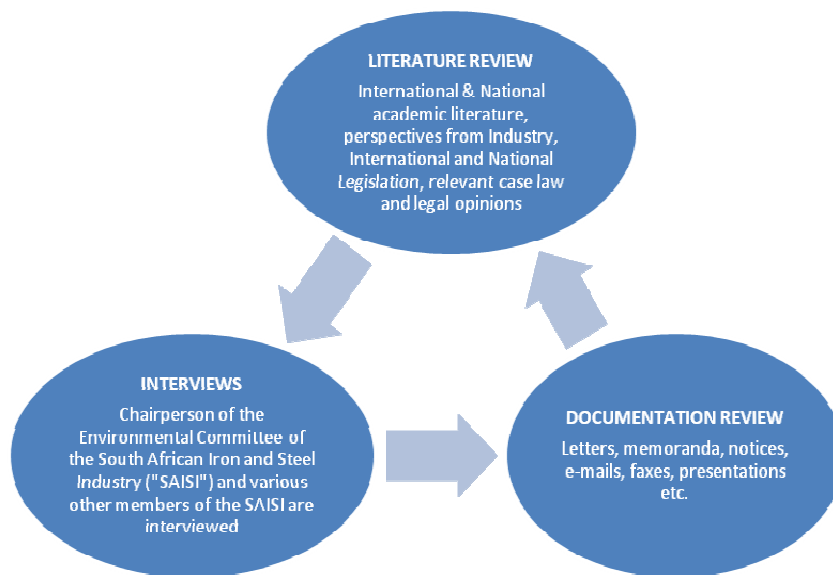 LITERATURE REVIEW
International & National
academic literature,
perspectives from Industry,
International and National
Legislation, relevant case law
and legal opinions
INTERVIEWS
Chairperson of the
Environmental Committee of
the South African Iron and Steel
Industry ("SAISI") and various
other members of the SAISI are
interviewed
DOCUMENTATION REVIEW
Letters, memoranda, notices,
e-mails, faxes, presentations
etc.